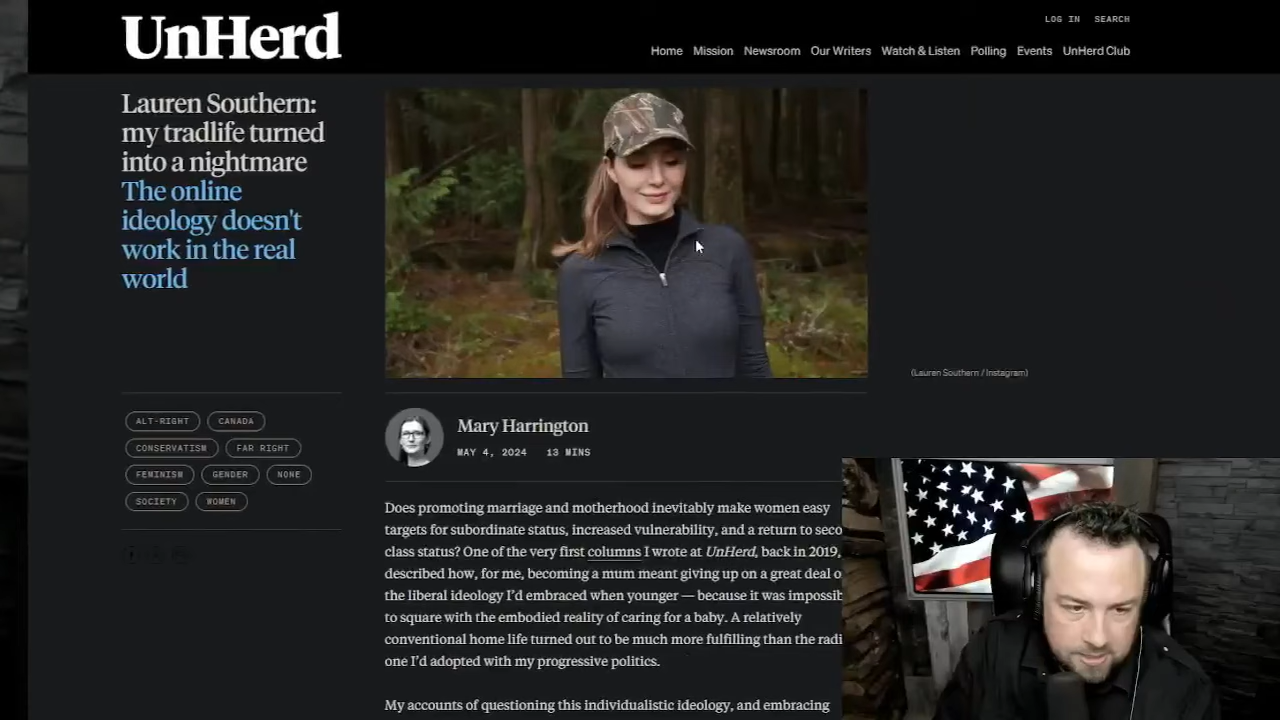 UnHerd
LOG IN SEARCH
Home Mission Newsroom Our Writers Watch & Listen Polling Events UnHerd Club
Lauren Southern:
my tradlife turned
into a nightmare
The online
ideology doesn't
work in the real
world
(Lauren Southern / Instagram)
ALT-RIGHT CANADA
CONSERVATISM FAR RIGHT
FEMINISM GENDER NONE
SOCIETY WOMEN
Mary Harrington
MAY 4, 2024 13 MINS
Does promoting marriage and motherhood inevitably make women easy
targets for subordinate status, increased vulnerability, and a return to
class status? One of the very first columns I wrote at UnHerd, back in 2019,
described how, for me, becoming a mum meant giving up on a great deal
the liberal ideology I'd embraced when younger — because it was
to square with the embodied reality of caring for a baby. A relatively
conventional home life turned out to be much more fulfilling than the
one I'd adopted with my progressive politics.
My accounts of questioning this individualistic ideology, and embracing